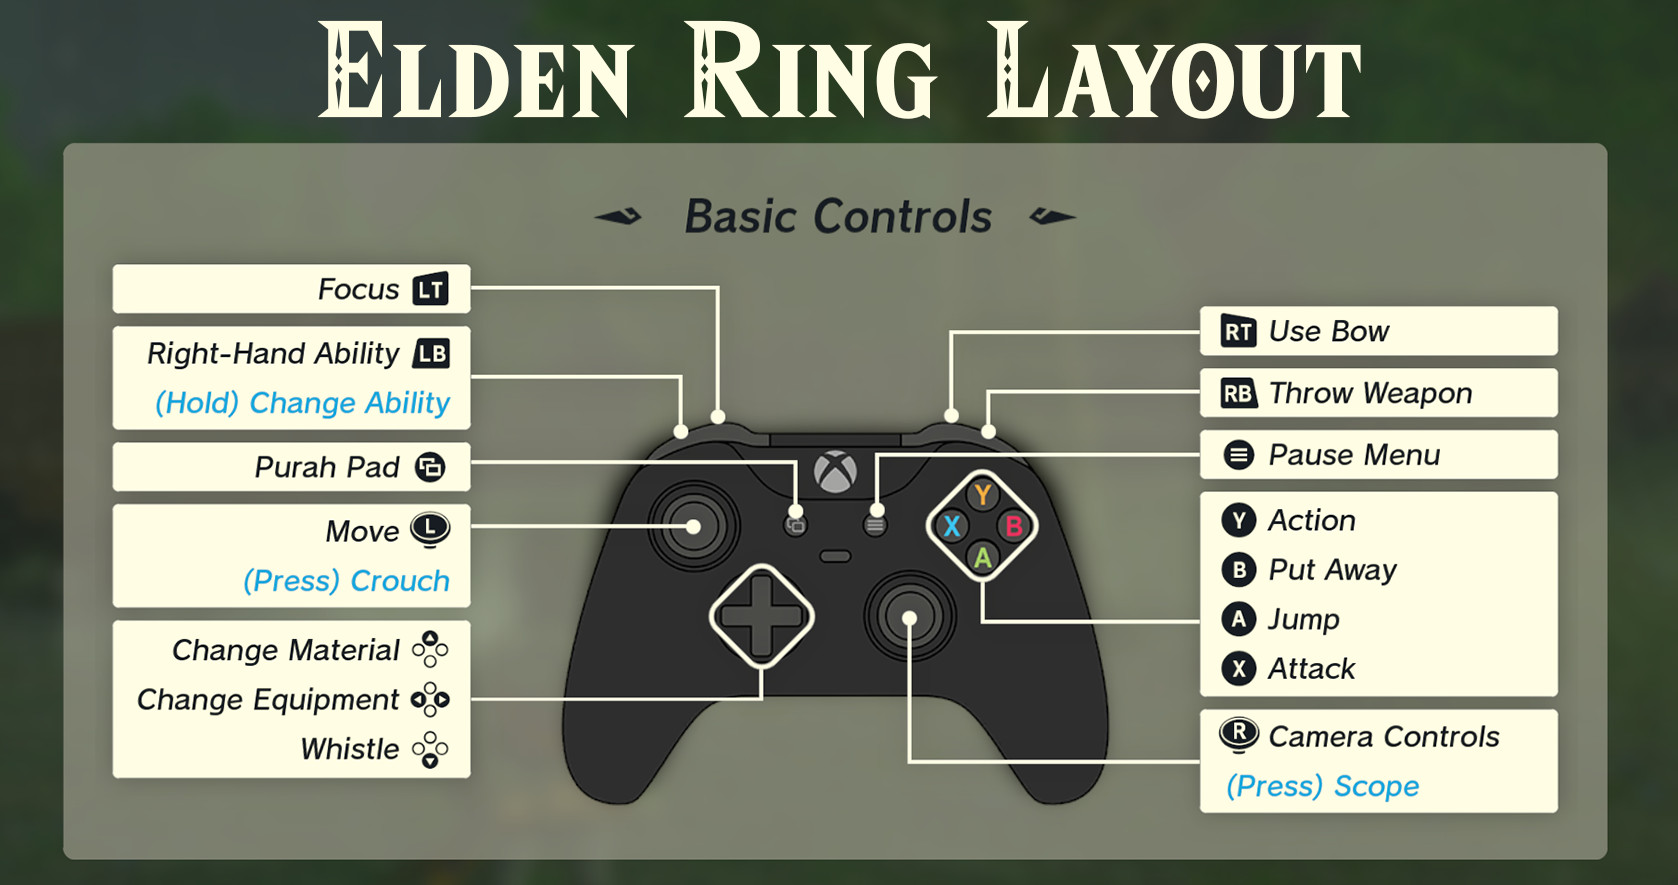 Elden Ring Layout
Basic Controls
Focus LT
Right-Hand Ability LB
(Hold) Change Ability
Purah Pad
Move L
(Press) Crouch
Change Material
Change Equipment
Whistle
RT Use Bow
RB Throw Weapon
Pause Menu
Y Action
B Put Away
A Jump
X Attack
R Camera Controls
(Press) Scope
Y
X B
A